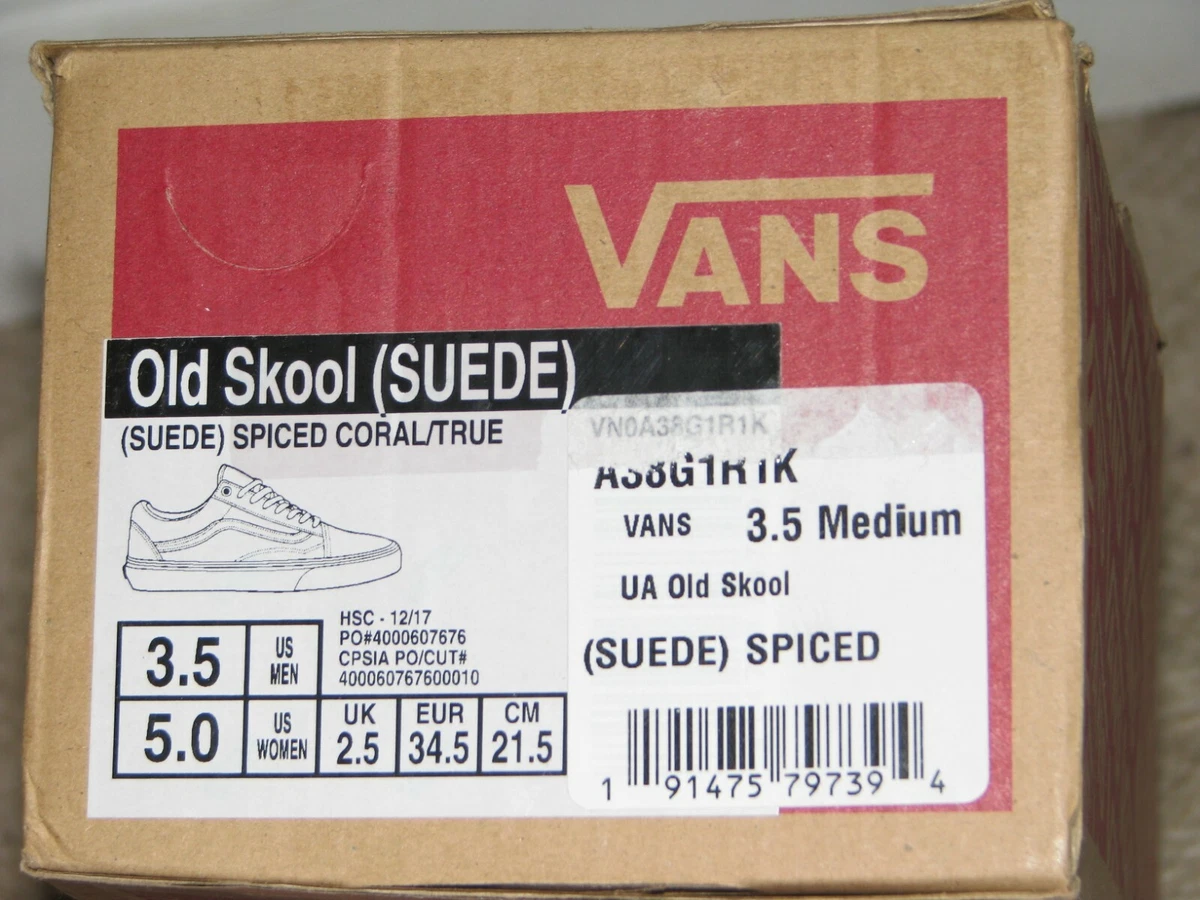 VANS
Old Skool (SUEDE)
(SUEDE) SPICED CORAL/TRUE
VN0A38G1R1K
A38G1R1K
VANS 3.5 Medium
UA Old Skool
(SUEDE) SPICED
1 91475 79739 4
HSC - 12/17
PO#4000607676
CPSIA PO/CUT#
400060767600010
3.5 US MEN
5.0 US WOMEN
UK 2.5
EUR 34.5
CM 21.5